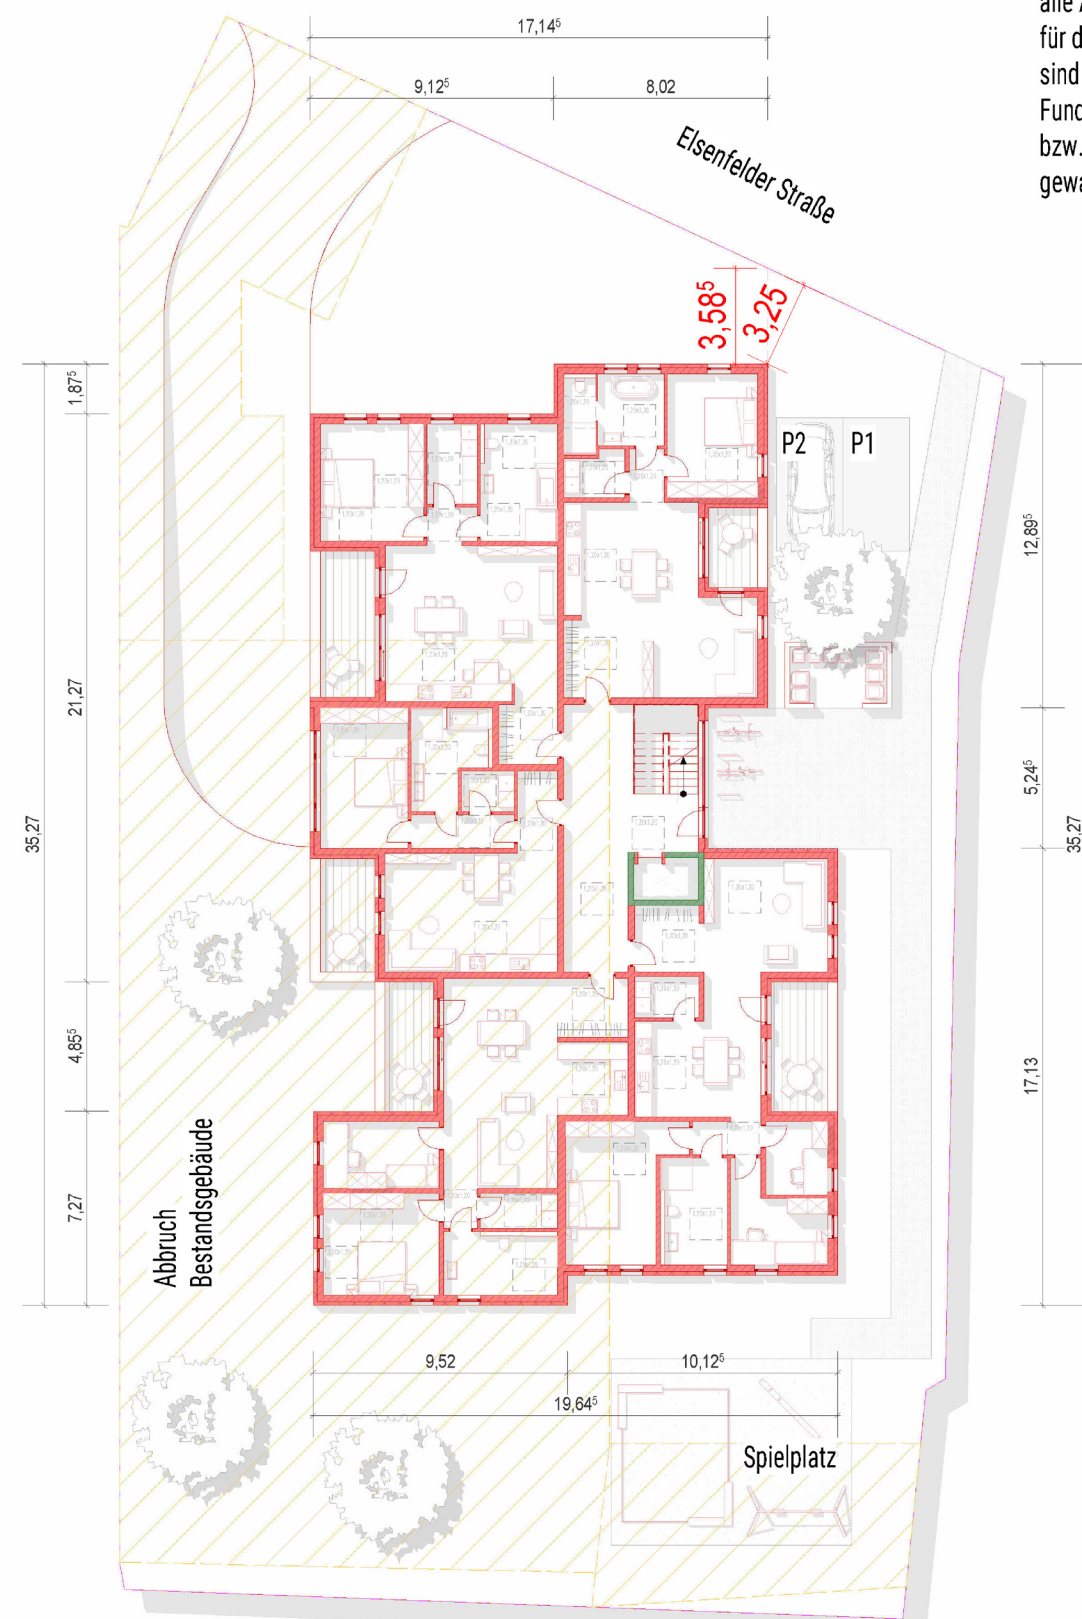 17,14⁵
alle
für d
sind
Fund
bzw.
gewa
9,12⁵
8,02
Elsenfelder Straße
3,58⁵
3,25
1,87⁵
P2
P1
12,89⁵
21,27
5,24⁵
35,27
35,27
4,85⁵
17,13
Abbruch
Bestandsgebäude
7,27
9,52
10,12⁵
19,64⁵
Spielplatz